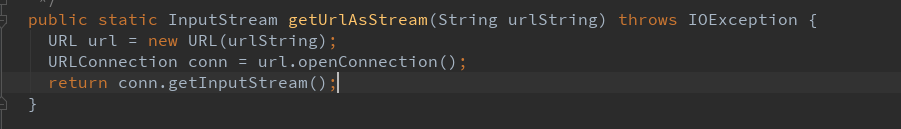 */
public static InputStream getUrlAsStream(String urlString) throws IOException {
URL url = new URL(urlString);
URLConnection conn = url.openConnection();
return conn.getInputStream();
}